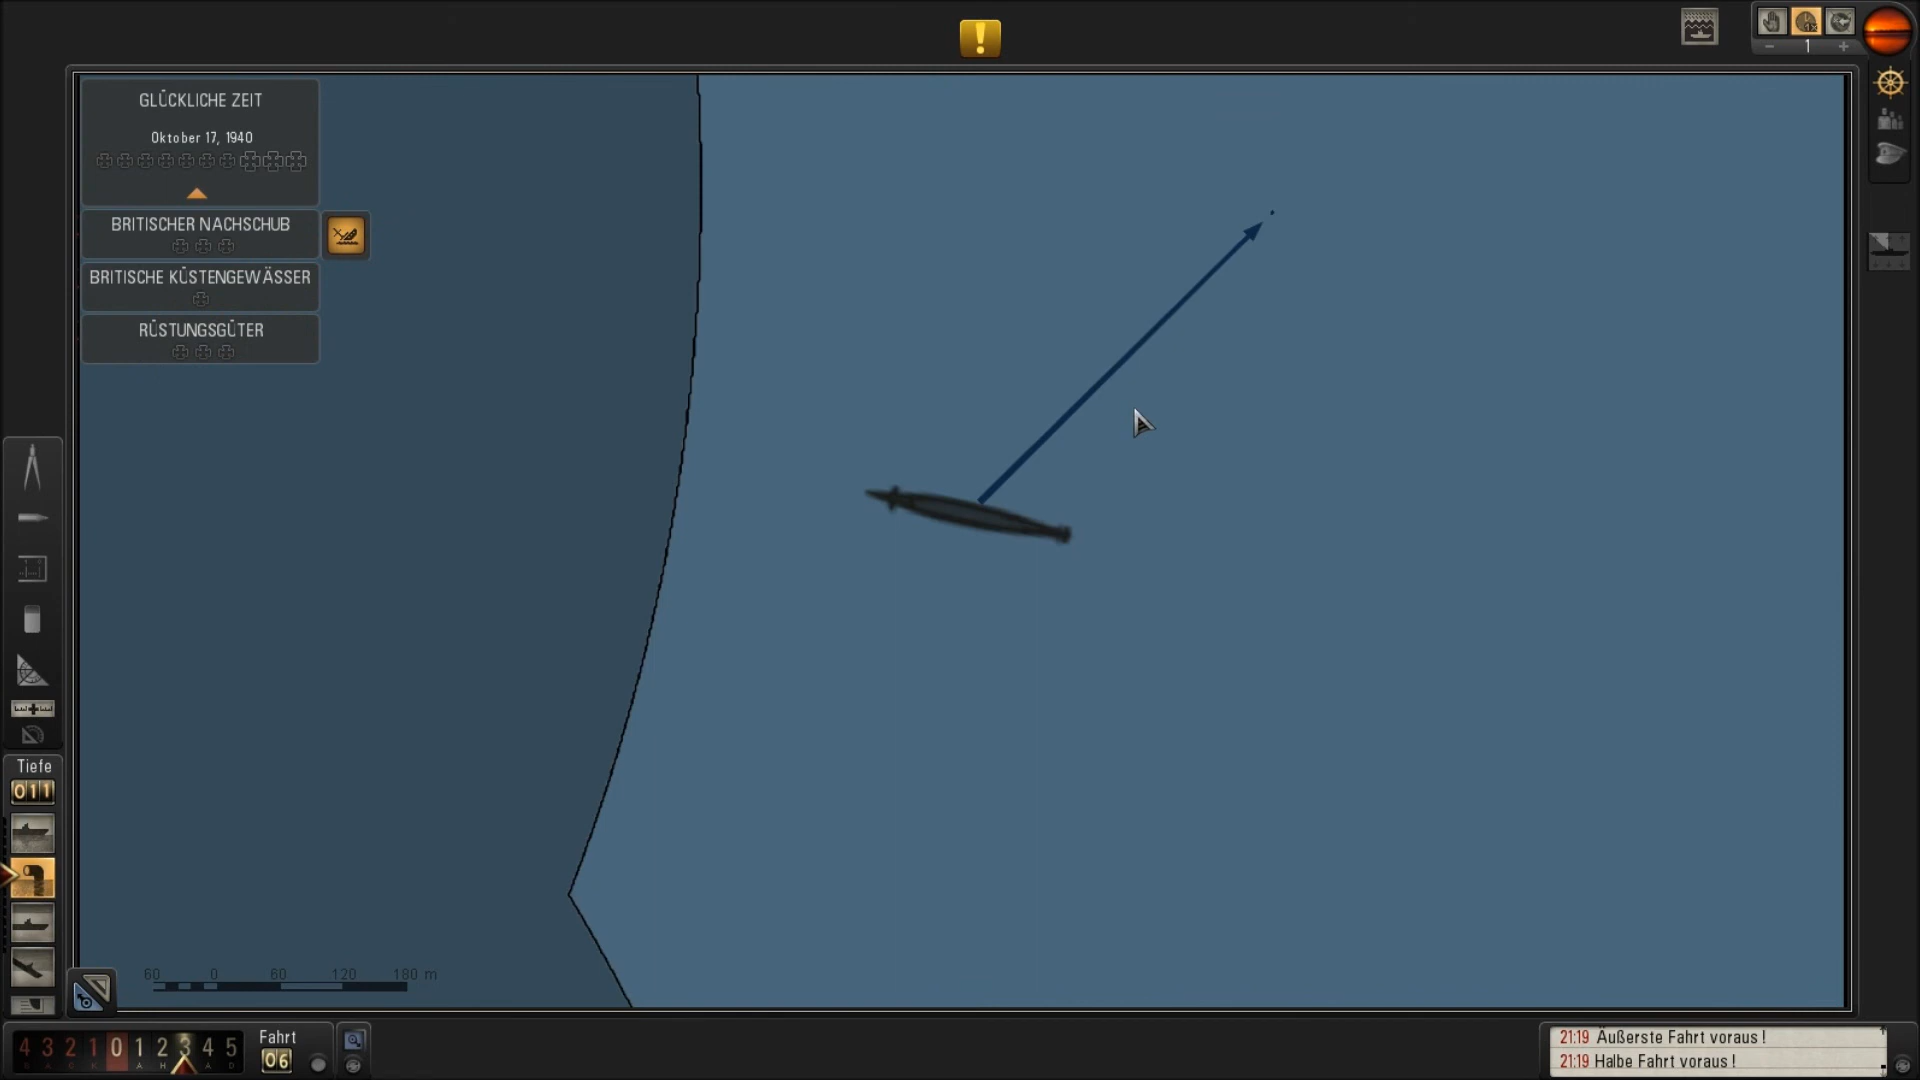 1
GLÜCKLICHE ZEIT
Oktober 17, 1940
BRITISCHER NACHSCHUB
BRITISCHE KÜSTENGEWÄSSER
RÜSTUNGSGÜTER
Tiefe
011
60 0 60 120 180 m
4 3 2 1 0 1 2 3 4 5
Fahrt
06
21:19 Äußerste Fahrt voraus !
21:19 Halbe Fahrt voraus !